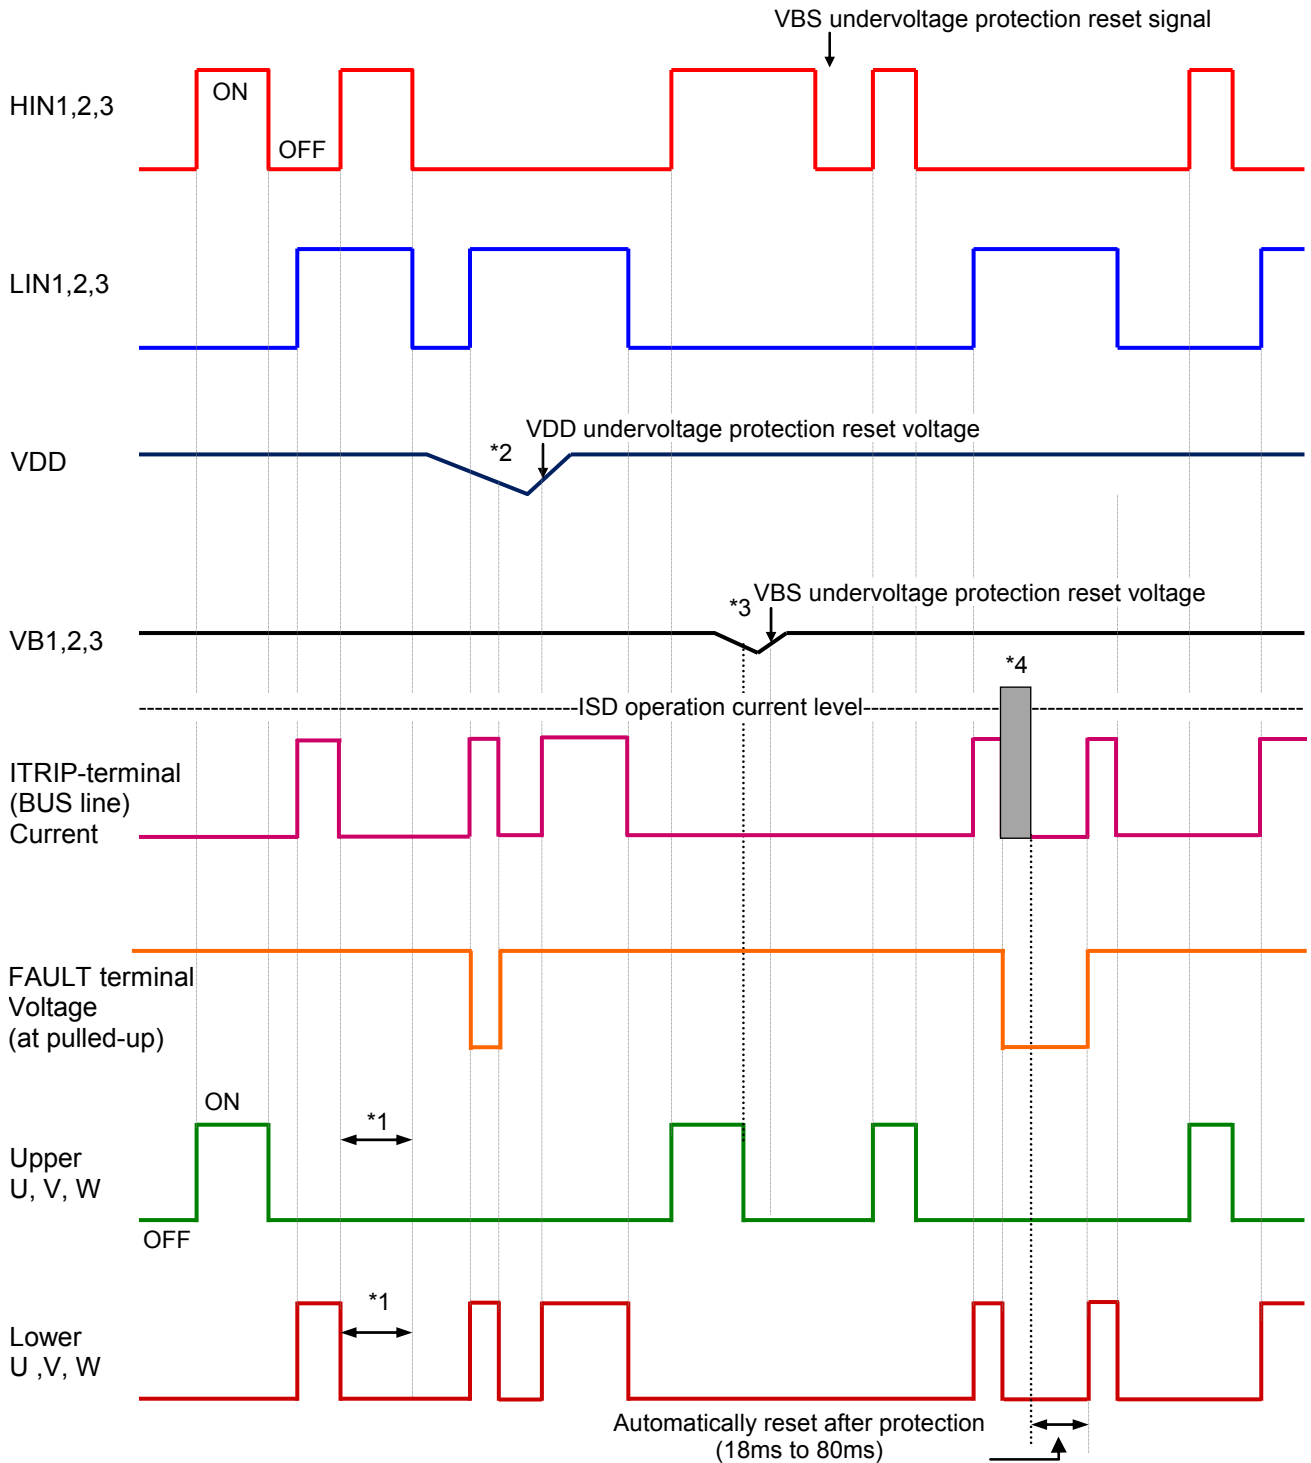 VBS undervoltage protection reset signal
HIN1,2,3
ON
OFF
LIN1,2,3
VDD undervoltage protection reset voltage
*2
VDD
VBS undervoltage protection reset voltage
*3
VB1,2,3
*4
ISD operation current level
ITRIP-terminal
(BUS line)
Current
FAULT terminal
Voltage
(at pulled-up)
ON
*1
Upper
U, V, W
OFF
*1
Lower
U ,V, W
Automatically reset after protection
(18ms to 80ms)